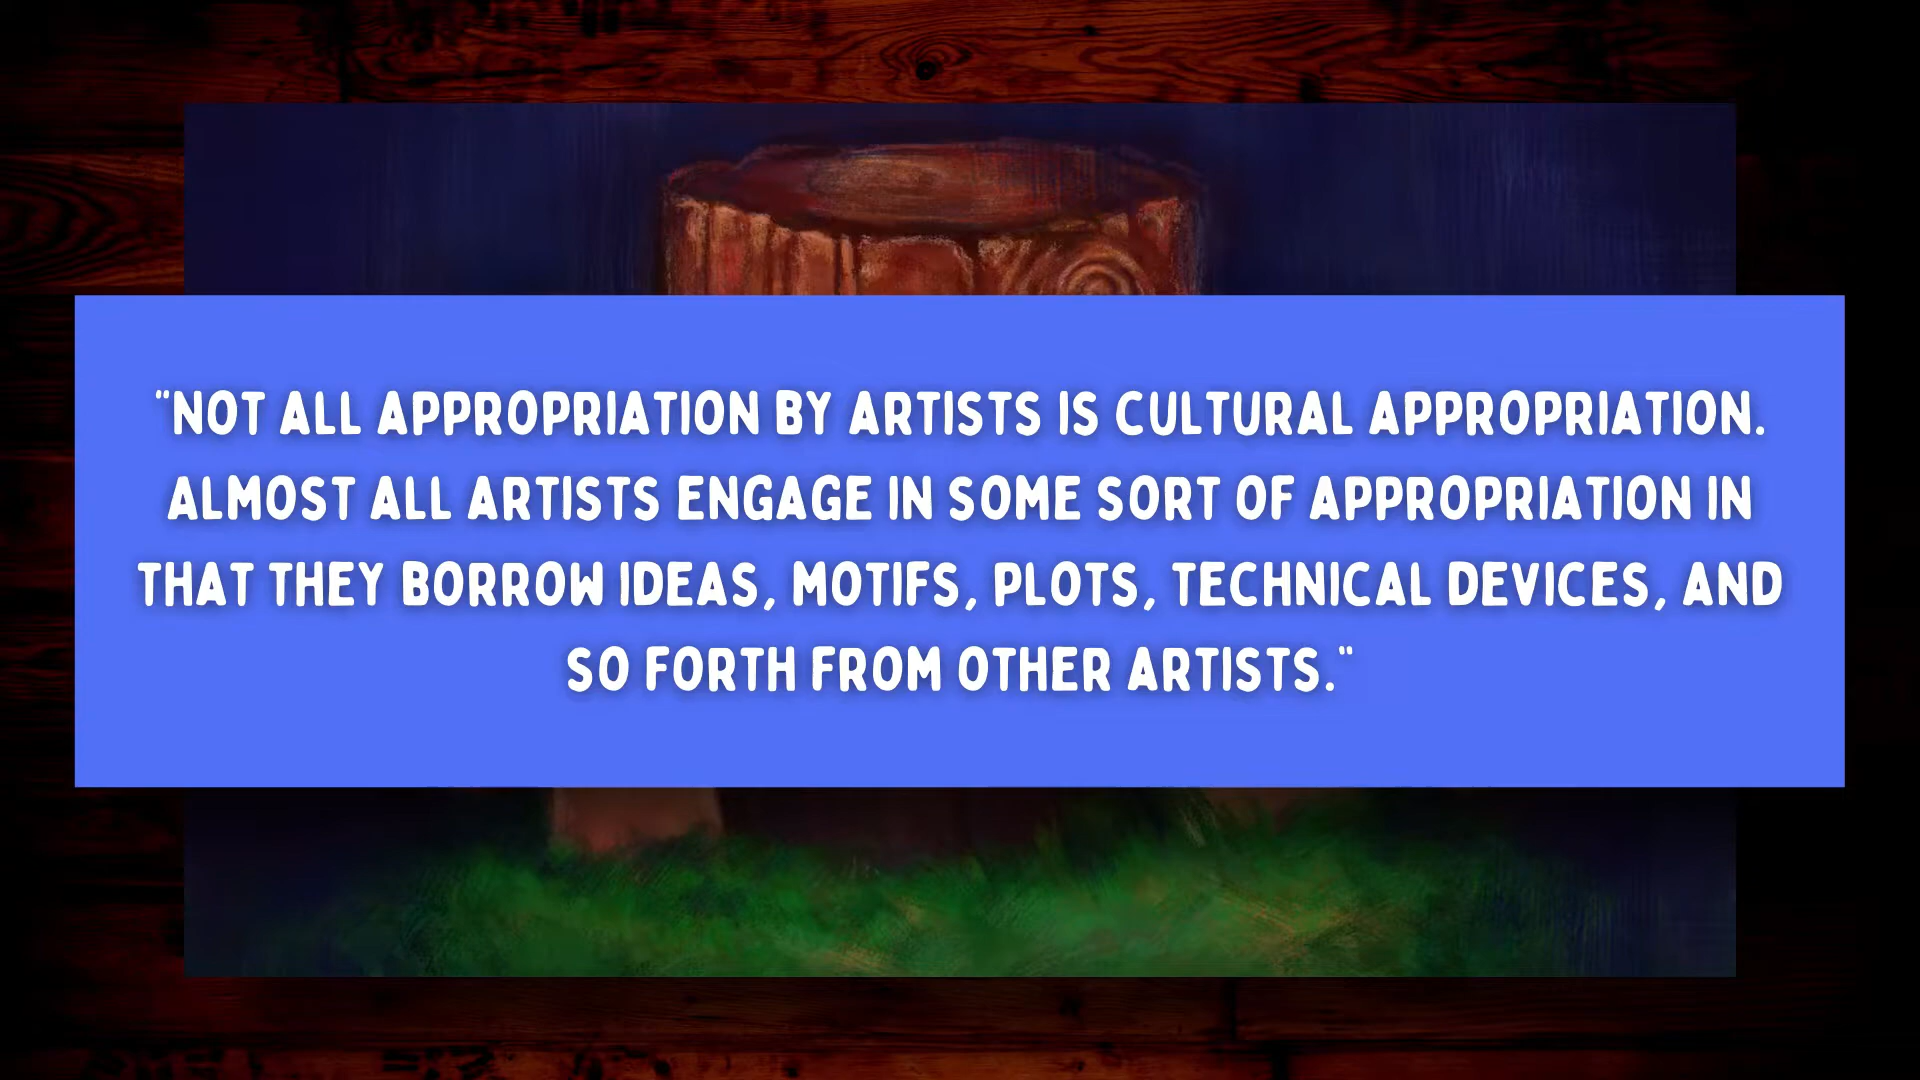 "NOT ALL APPROPRIATION BY ARTISTS IS CULTURAL APPROPRIATION.
ALMOST ALL ARTISTS ENGAGE IN SOME SORT OF APPROPRIATION IN
THAT THEY BORROW IDEAS, MOTIFS, PLOTS, TECHNICAL DEVICES, AND
SO FORTH FROM OTHER ARTISTS."